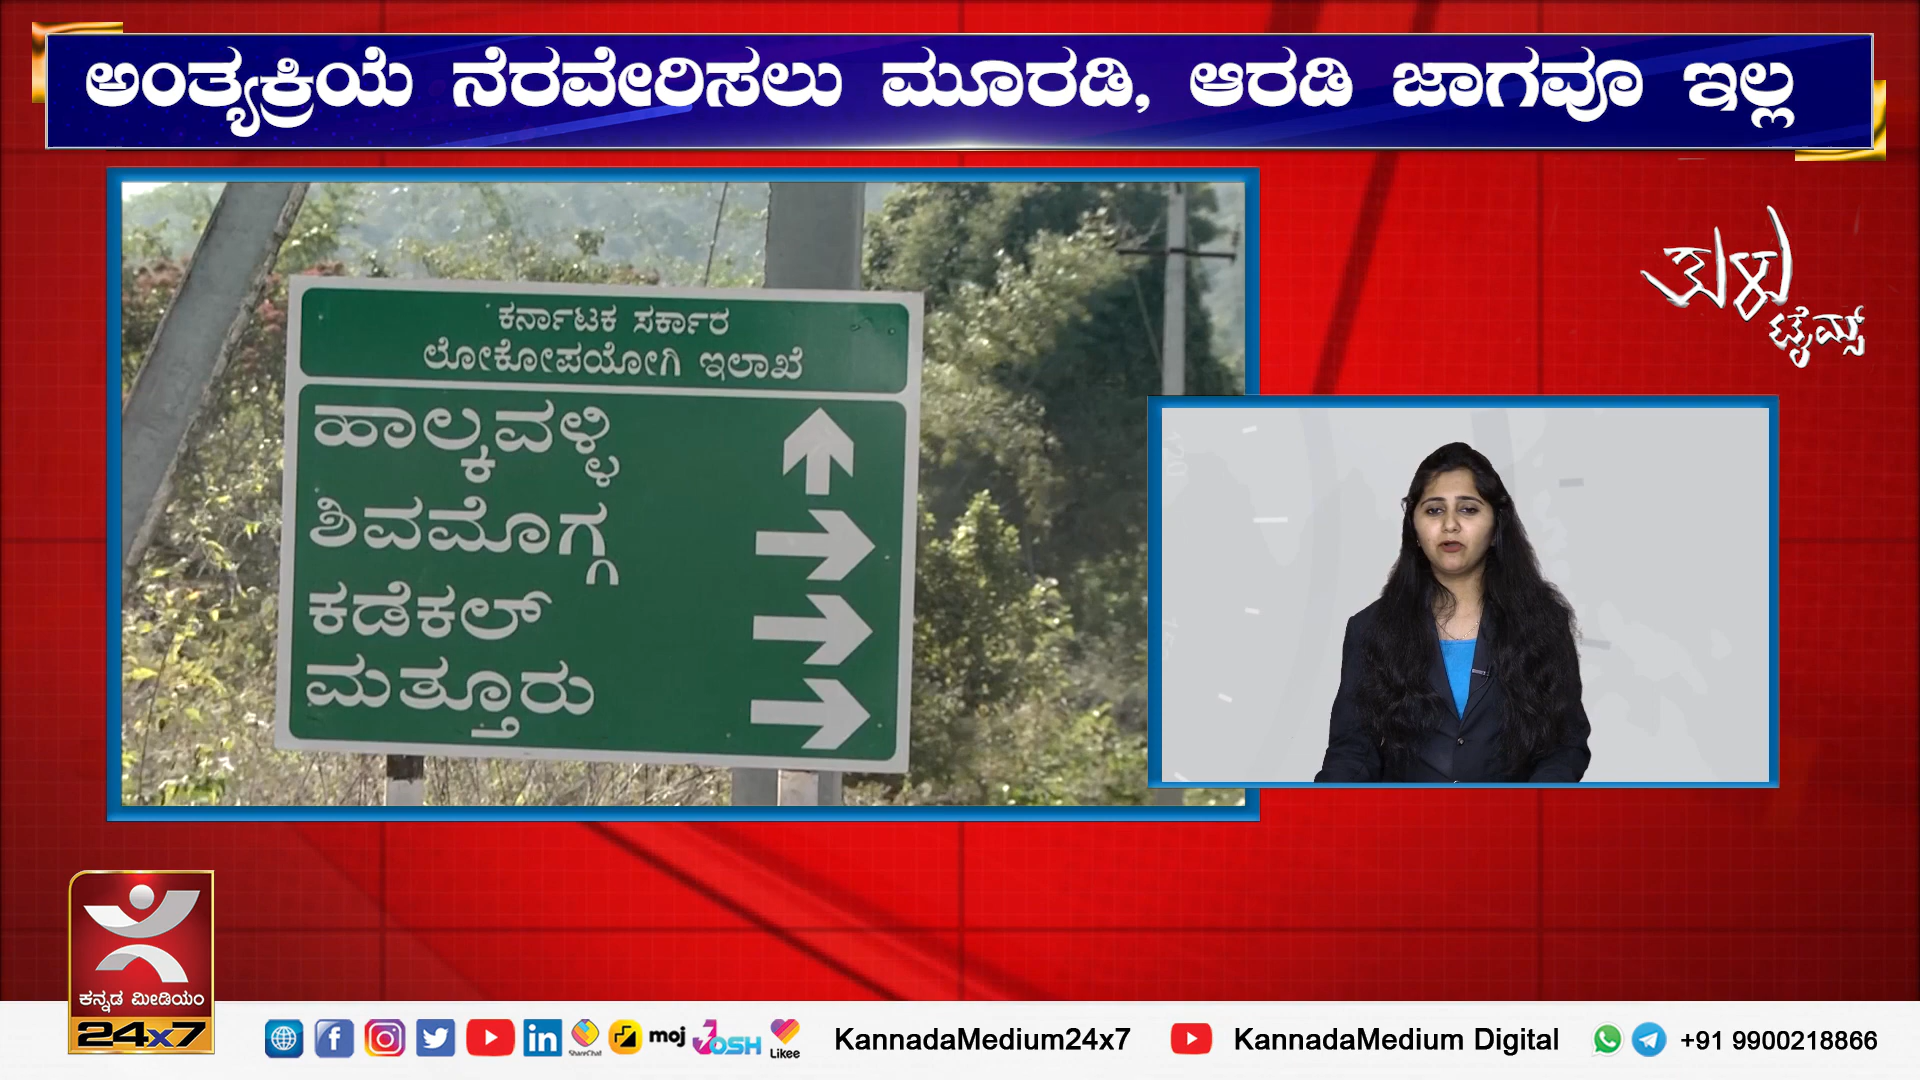 ಅಂತ್ಯಕ್ರಿಯೆ ನೆರವೇರಿಸಲು ಮೂರಡಿ, ಆರಡಿ ಜಾಗವೂ ಇಲ್ಲ
ಕರ್ನಾಟಕ ಸರ್ಕಾರ
ಲೋಕೋಪಯೋಗಿ ಇಲಾಖೆ
ಹಾಲ್ಕವಳ್ಳಿ
ಶಿವಮೊಗ್ಗ
ಕಡೆಕಲ್
ಮತ್ತೂರು
ಟೈಮ್ಸ್
ಕನ್ನಡ ಮೀಡಿಯಂ
24x7
ShareChat
moj
JOSH
Likee
KannadaMedium24x7
KannadaMedium Digital
+91 9900218866